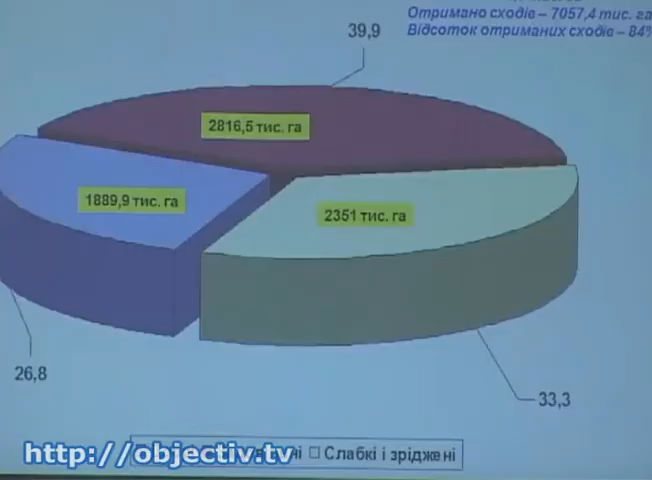 Отримано сходів – 7057,4 тис. га
Відсоток отриманих сходів – 84%
39,9
2816,5 тис. га
1889,9 тис. га
2351 тис. га
26,8
33,3
Слабкі і зріджені
http://objectiv.tv